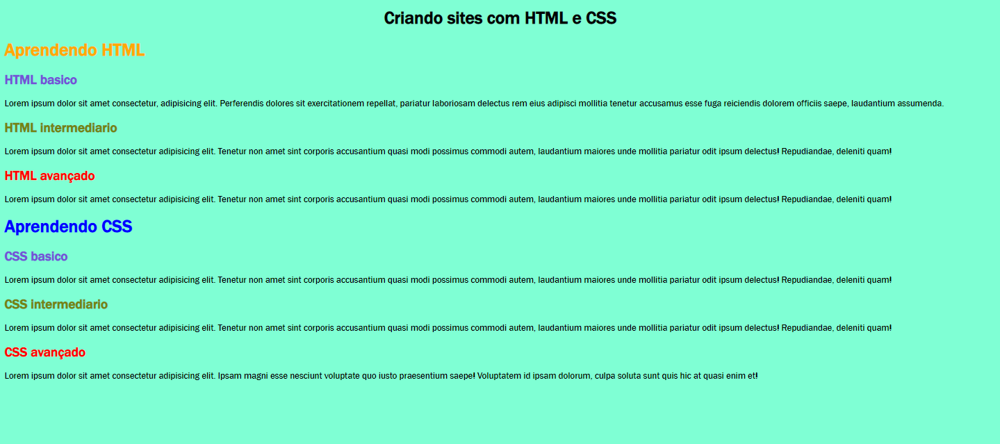 Criando sites com HTML e CSS
Aprendendo HTML
HTML basico
Lorem ipsum dolor sit amet consectetur, adipisicing elit. Perferendis dolores sit exercitationem repellat, pariatur laboriosam delectus rem eius adipisci mollitia tenetur accusamus esse fuga reiciendis dolorem officiis saepe, laudantium assumenda.
HTML intermediario
Lorem ipsum dolor sit amet consectetur adipisicing elit. Tenetur non amet sint corporis accusantium quasi modi possimus commodi autem, laudantium maiores unde mollitia pariatur odit ipsum delectus! Repudiandae, deleniti quam!
HTML avançado
Lorem ipsum dolor sit amet consectetur adipisicing elit. Tenetur non amet sint corporis accusantium quasi modi possimus commodi autem, laudantium maiores unde mollitia pariatur odit ipsum delectus! Repudiandae, deleniti quam!
Aprendendo CSS
CSS basico
Lorem ipsum dolor sit amet consectetur adipisicing elit. Tenetur non amet sint corporis accusantium quasi modi possimus commodi autem, laudantium maiores unde mollitia pariatur odit ipsum delectus! Repudiandae, deleniti quam!
CSS intermediario
Lorem ipsum dolor sit amet consectetur adipisicing elit. Tenetur non amet sint corporis accusantium quasi modi possimus commodi autem, laudantium maiores unde mollitia pariatur odit ipsum delectus! Repudiandae, deleniti quam!
CSS avançado
Lorem ipsum dolor sit amet consectetur adipisicing elit. Ipsam magni esse nesciunt voluptate quo iusto praesentium saepe! Voluptatem id ipsam dolorum, culpa soluta sunt quis hic at quasi enim et!